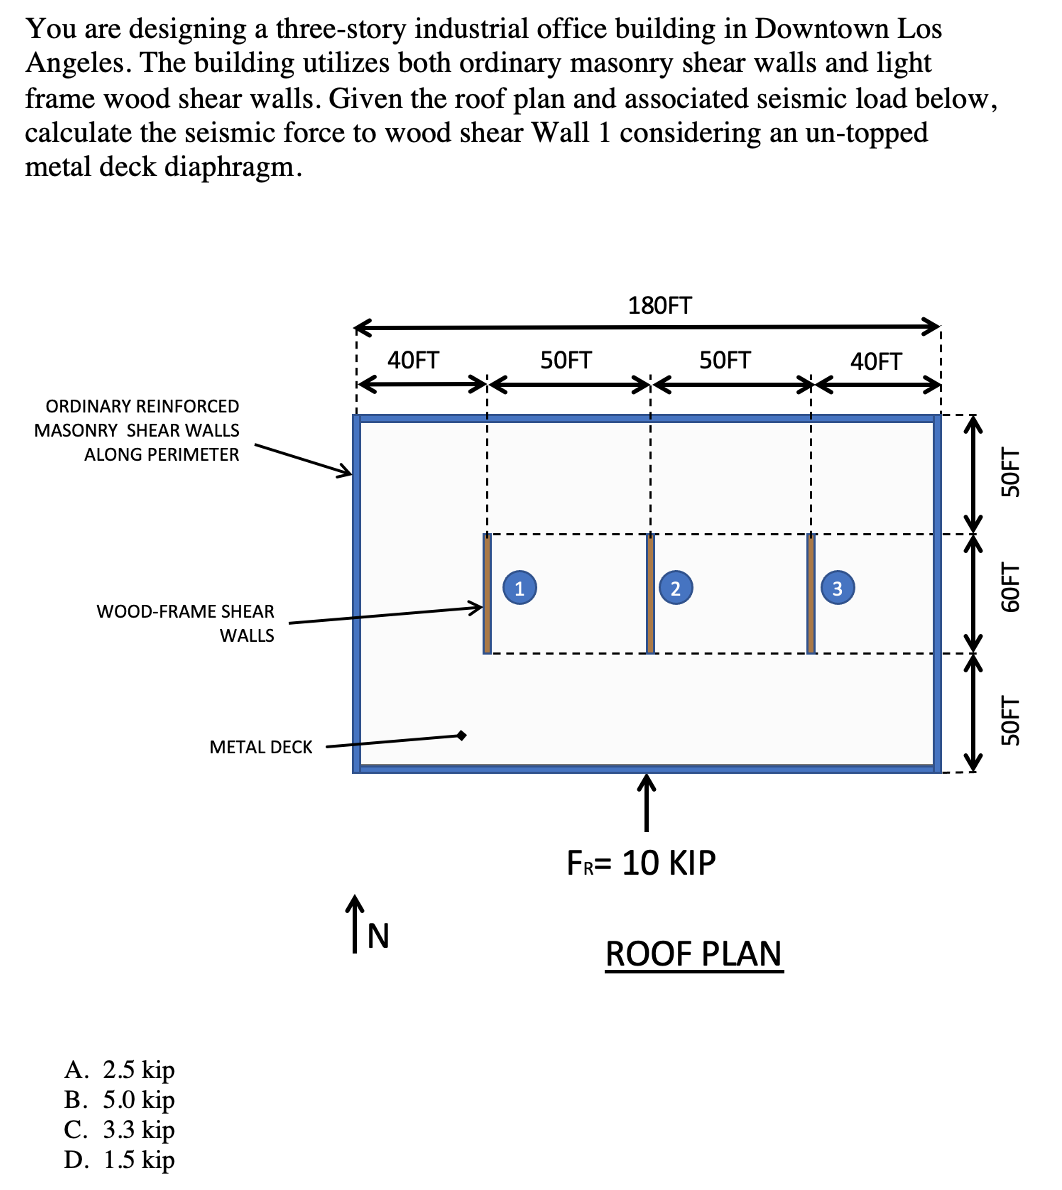 You are designing a three-story industrial office building in Downtown Los
Angeles. The building utilizes both ordinary masonry shear walls and light
frame wood shear walls. Given the roof plan and associated seismic load below,
calculate the seismic force to wood shear Wall 1 considering an un-topped
metal deck diaphragm.
180FT
40FT
50FT
50FT
40FT
ORDINARY REINFORCED
MASONRY SHEAR WALLS
ALONG PERIMETER
50FT
1
2
3
60FT
WOOD-FRAME SHEAR
WALLS
50FT
METAL DECK
FR= 10 KIP
N
ROOF PLAN
A. 2.5 kip
B. 5.0 kip
C. 3.3 kip
D. 1.5 kip